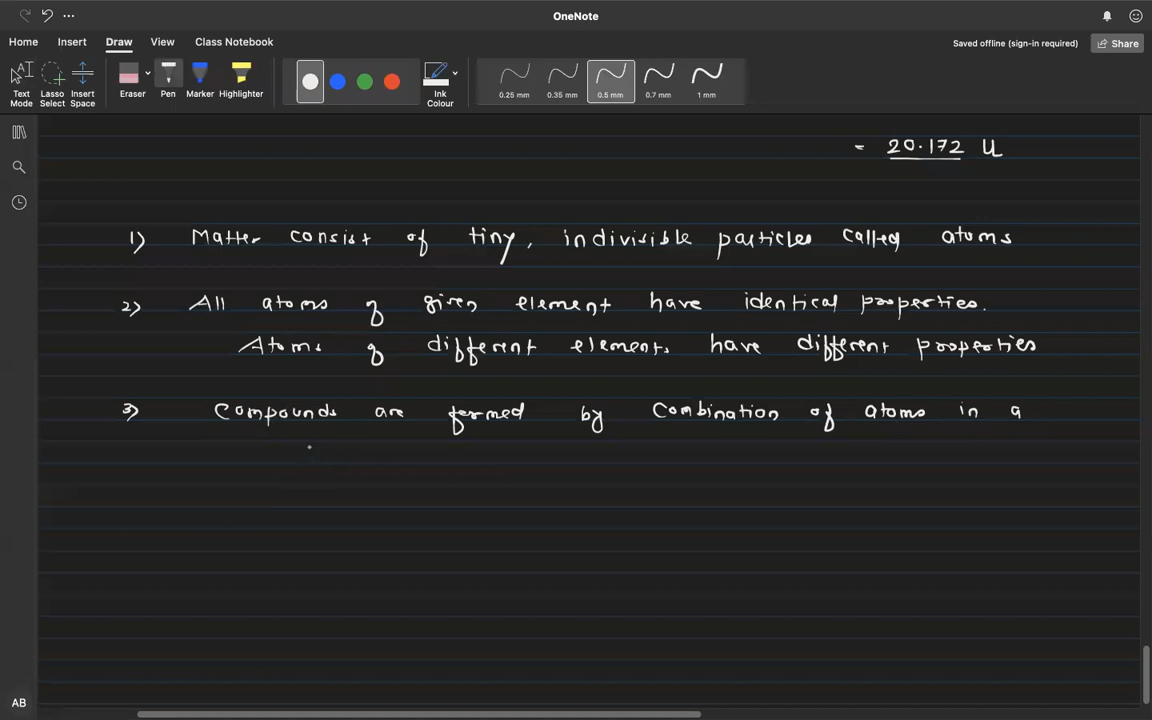 OneNote
Home Insert Draw View Class Notebook
Saved offline (sign-in required)
Share
Text Mode
Lasso Select
Insert Space
Eraser
Pen
Marker
Highlighter
Ink Colour
0.25 mm
0.35 mm
0.5 mm
0.7 mm
1 mm
= 20.172 U
1) Matter consist of tiny, indivisible particles called atoms
2) All atoms of given element have identical properties.
Atoms of different elements have different properties
3) Compounds are formed by Combination of atoms in a
AB